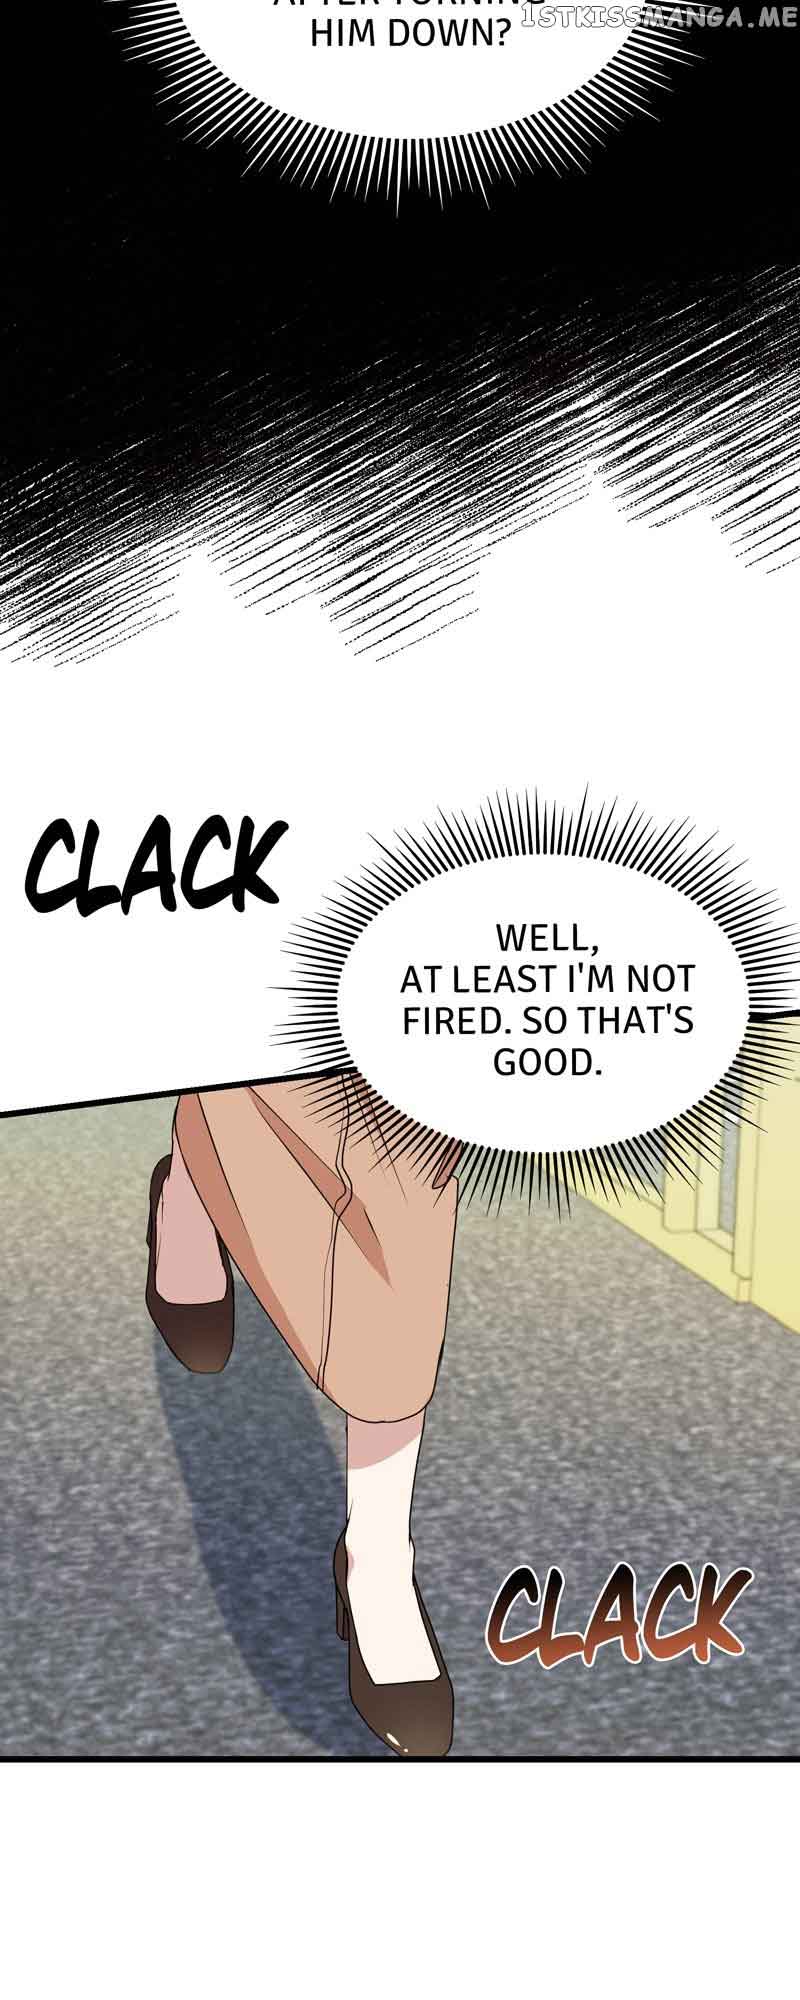 1STKISSMANGA.ME
AFTER TURNING
HIM DOWN?
CLACK
WELL,
AT LEAST I'M NOT
FIRED. SO THAT'S
GOOD.
CLACK